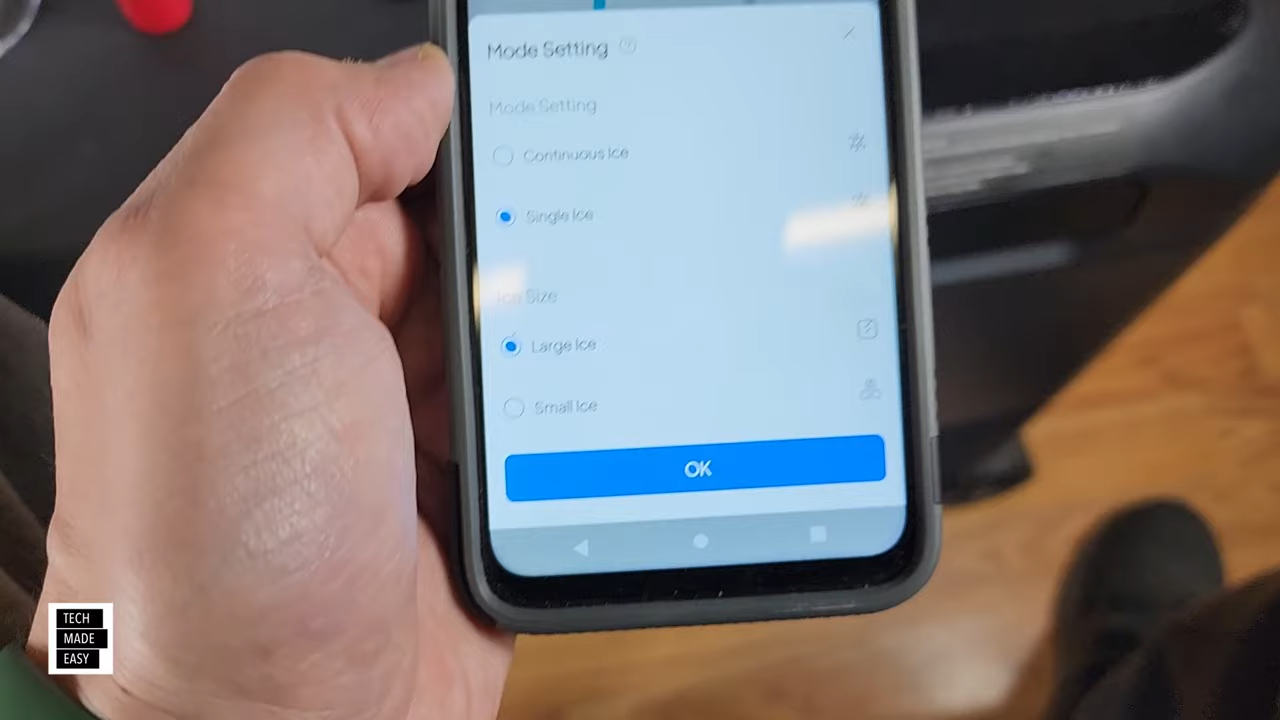 Mode Setting
Mode Setting
Continuous Ice
Single Ice
Ice Size
Large Ice
Small Ice
OK
TECH
MADE
EASY